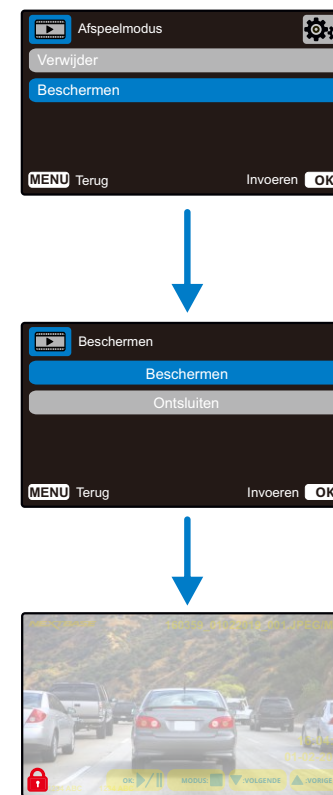 Afspeelmodus
Verwijder
Beschermen
MENU Terug Invoeren OK
Beschermen
Beschermen
Ontsluiten
MENU Terug Invoeren OK
OK: MODUS: :VOLGENDE :VORIGE